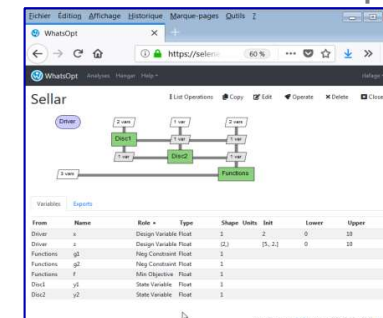 Fichier Édition Affichage Historique Marque-pages Outils ?
WhatsOpt × +
https://selene 60 % ... »
WhatsOpt Analyses Hangar Help
Sellar List Operations Copy Edit Operate Delete Close
Driver 2 vars 1 var 2 vars
Disc1 1 var 1 var
1 var Disc2 1 var
3 vars Functions
Variables Exports
From Name Role Type Shape Units Init Lower Upper
Driver x Design Variable Float 1 2 0 10
Driver z Design Variable Float (2,) [5., 2.] 0 10
Functions g1 Neg Constraint Float 1
Functions g2 Neg Constraint Float 1
Functions f Min Objective Float 1
Disc1 y1 State Variable Float 1
Disc2 y2 State Variable Float 1